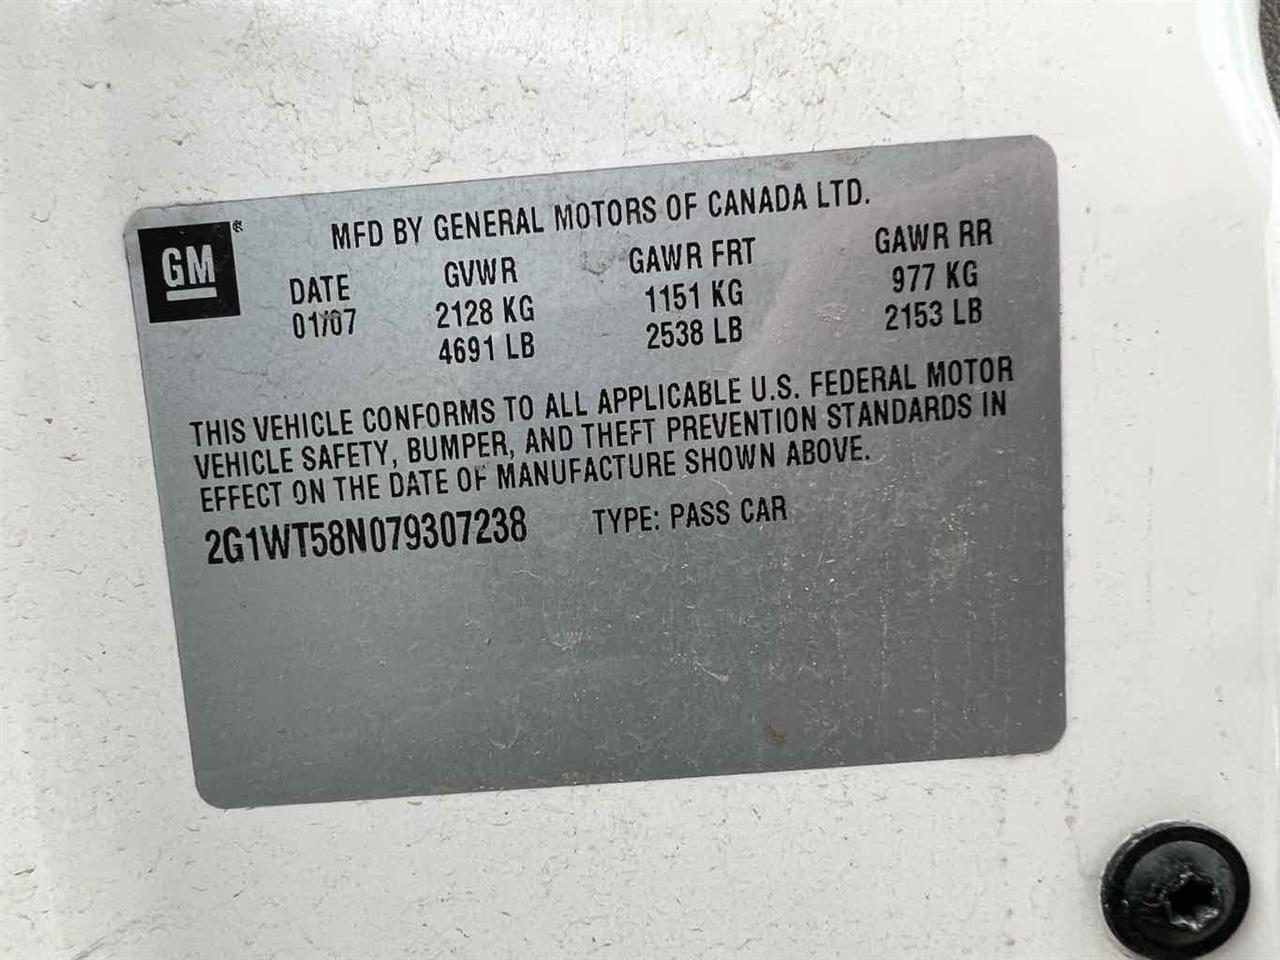 GM®
MFD BY GENERAL MOTORS OF CANADA LTD.
DATE GVWR GAWR FRT GAWR RR
01/07 2128 KG 1151 KG 977 KG
4691 LB 2538 LB 2153 LB
THIS VEHICLE CONFORMS TO ALL APPLICABLE U.S. FEDERAL MOTOR
VEHICLE SAFETY, BUMPER, AND THEFT PREVENTION STANDARDS IN
EFFECT ON THE DATE OF MANUFACTURE SHOWN ABOVE.
2G1WT58N079307238 TYPE: PASS CAR